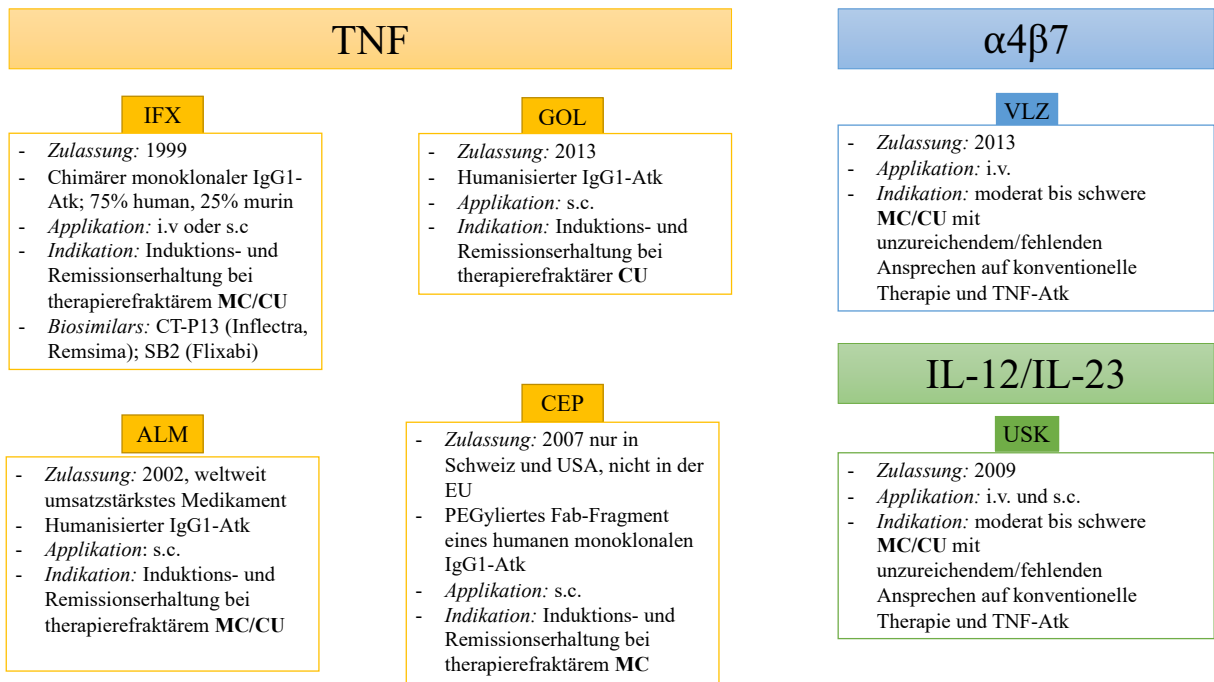 TNF
IFX
- Zulassung: 1999
- Chimärer monoklonaler IgG1-
Atk; 75% human, 25% murin
- Applikation: i.v oder s.c
- Indikation: Induktions- und
Remissionserhaltung bei
therapierefraktärem MC/CU
- Biosimilars: CT-P13 (Inflectra,
Remsima); SB2 (Flixabi)
GOL
- Zulassung: 2013
- Humanisierter IgG1-Atk
- Applikation: s.c.
- Indikation: Induktions- und
Remissionserhaltung bei
therapierefraktärer CU
ALM
- Zulassung: 2002, weltweit
umsatzstärkstes Medikament
- Humanisierter IgG1-Atk
- Applikation: s.c.
- Indikation: Induktions- und
Remissionserhaltung bei
therapierefraktärem MC/CU
CEP
- Zulassung: 2007 nur in
Schweiz und USA, nicht in der
EU
- PEGyliertes Fab-Fragment
eines humanen monoklonalen
IgG1-Atk
- Applikation: s.c.
- Indikation: Induktions- und
Remissionserhaltung bei
therapierefraktärem MC
α4β7
VLZ
- Zulassung: 2013
- Applikation: i.v.
- Indikation: moderat bis schwere
MC/CU mit
unzureichendem/fehlenden
Ansprechen auf konventionelle
Therapie und TNF-Atk
IL-12/IL-23
USK
- Zulassung: 2009
- Applikation: i.v. und s.c.
- Indikation: moderat bis schwere
MC/CU mit
unzureichendem/fehlenden
Ansprechen auf konventionelle
Therapie und TNF-Atk